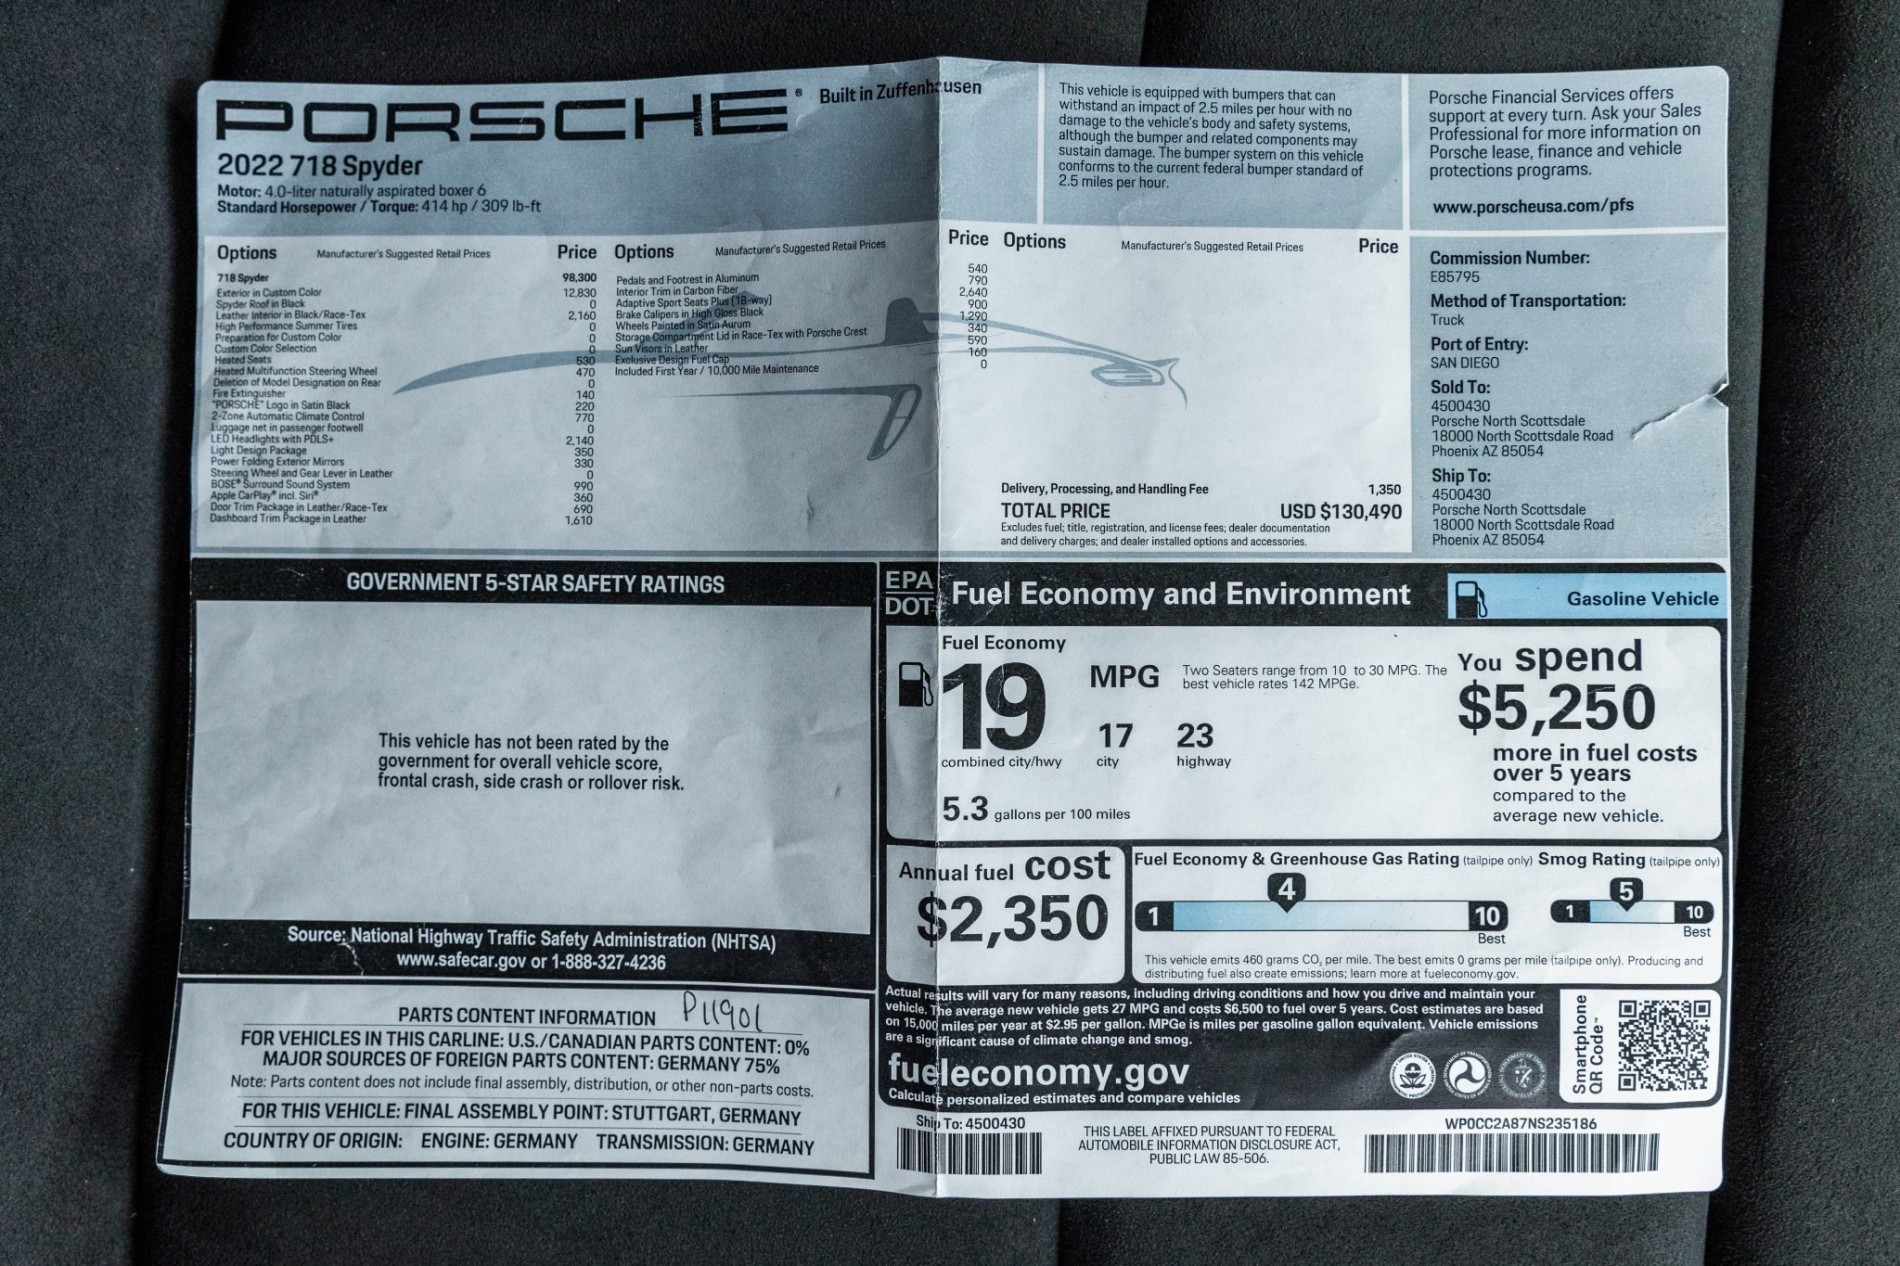 PORSCHE®
Built in Zuffenhausen
2022 718 Spyder
Motor: 4.0-liter naturally aspirated boxer 6
Standard Horsepower / Torque: 414 hp / 309 lb-ft
This vehicle is equipped with bumpers that can
withstand an impact of 2.5 miles per hour with no
damage to the vehicle's body and safety systems,
although the bumper and related components may
sustain damage. The bumper system on this vehicle
conforms to the current federal bumper standard of
2.5 miles per hour.
Porsche Financial Services offers
support at every turn. Ask your Sales
Professional for more information on
Porsche lease, finance and vehicle
protections programs.
www.porscheusa.com/pfs
Options Manufacturer's Suggested Retail Prices Price
718 Spyder 98,300
Exterior in Custom Color 12,830
Spyder Roof in Black 0
Leather Interior in Black/Race-Tex 2,160
High Performance Summer Tires 0
Preparation for Custom Color 0
Custom Color Selection 0
Heated Seats 530
Heated Multifunction Steering Wheel 470
Deletion of Model Designation on Rear 0
Fire Extinguisher 140
"PORSCHE" Logo in Satin Black 220
2-Zone Automatic Climate Control 770
Luggage net in passenger footwell 0
LED Headlights with PDLS+ 2,140
Light Design Package 350
Power Folding Exterior Mirrors 330
Steering Wheel and Gear Lever in Leather 0
BOSE® Surround Sound System 990
Apple CarPlay® incl. Siri® 360
Door Trim Package in Leather/Race-Tex 690
Dashboard Trim Package in Leather 1,610
Options Manufacturer's Suggested Retail Prices Price
Pedals and Footrest in Aluminum 540
Interior Trim in Carbon Fiber 790
Adaptive Sport Seats Plus (18-way) 2,640
Brake Calipers in High Gloss Black 900
Wheels Painted in Satin Aurum 1,290
Storage Compartment Lid in Race-Tex with Porsche Crest 340
Sun Visors in Leather 590
Exclusive Design Fuel Cap 160
Included First Year / 10,000 Mile Maintenance 0
Options Manufacturer's Suggested Retail Prices Price
Delivery, Processing, and Handling Fee 1,350
TOTAL PRICE USD $130,490
Excludes fuel; title, registration, and license fees; dealer documentation
and delivery charges; and dealer installed options and accessories.
Commission Number:
E85795
Method of Transportation:
Truck
Port of Entry:
SAN DIEGO
Sold To:
4500430
Porsche North Scottsdale
18000 North Scottsdale Road
Phoenix AZ 85054
Ship To:
4500430
Porsche North Scottsdale
18000 North Scottsdale Road
Phoenix AZ 85054
GOVERNMENT 5-STAR SAFETY RATINGS
This vehicle has not been rated by the
government for overall vehicle score,
frontal crash, side crash or rollover risk.
Source: National Highway Traffic Safety Administration (NHTSA)
www.safecar.gov or 1-888-327-4236
PARTS CONTENT INFORMATION P11901
FOR VEHICLES IN THIS CARLINE: U.S./CANADIAN PARTS CONTENT: 0%
MAJOR SOURCES OF FOREIGN PARTS CONTENT: GERMANY 75%
Note: Parts content does not include final assembly, distribution, or other non-parts costs.
FOR THIS VEHICLE: FINAL ASSEMBLY POINT: STUTTGART, GERMANY
COUNTRY OF ORIGIN: ENGINE: GERMANY TRANSMISSION: GERMANY
EPA
DOT
Fuel Economy and Environment
Gasoline Vehicle
Fuel Economy
19
combined city/hwy
MPG
17
city
23
highway
Two Seaters range from 10 to 30 MPG. The
best vehicle rates 142 MPGe.
5.3 gallons per 100 miles
You spend
$5,250
more in fuel costs
over 5 years
compared to the
average new vehicle.
Annual fuel cost
$2,350
Fuel Economy & Greenhouse Gas Rating (tailpipe only)
4
1
10
Best
Smog Rating (tailpipe only)
5
1
10
Best
This vehicle emits 460 grams CO₂ per mile. The best emits 0 grams per mile (tailpipe only). Producing and
distributing fuel also create emissions; learn more at fueleconomy.gov.
Actual results will vary for many reasons, including driving conditions and how you drive and maintain your
vehicle. The average new vehicle gets 27 MPG and costs $6,500 to fuel over 5 years. Cost estimates are based
on 15,000 miles per year at $2.95 per gallon. MPGe is miles per gasoline gallon equivalent. Vehicle emissions
are a significant cause of climate change and smog.
fueleconomy.gov
Calculate personalized estimates and compare vehicles
Smartphone
QR Code™
Ship To: 4500430
THIS LABEL AFFIXED PURSUANT TO FEDERAL
AUTOMOBILE INFORMATION DISCLOSURE ACT,
PUBLIC LAW 85-506.
WP0CC2A87NS235186